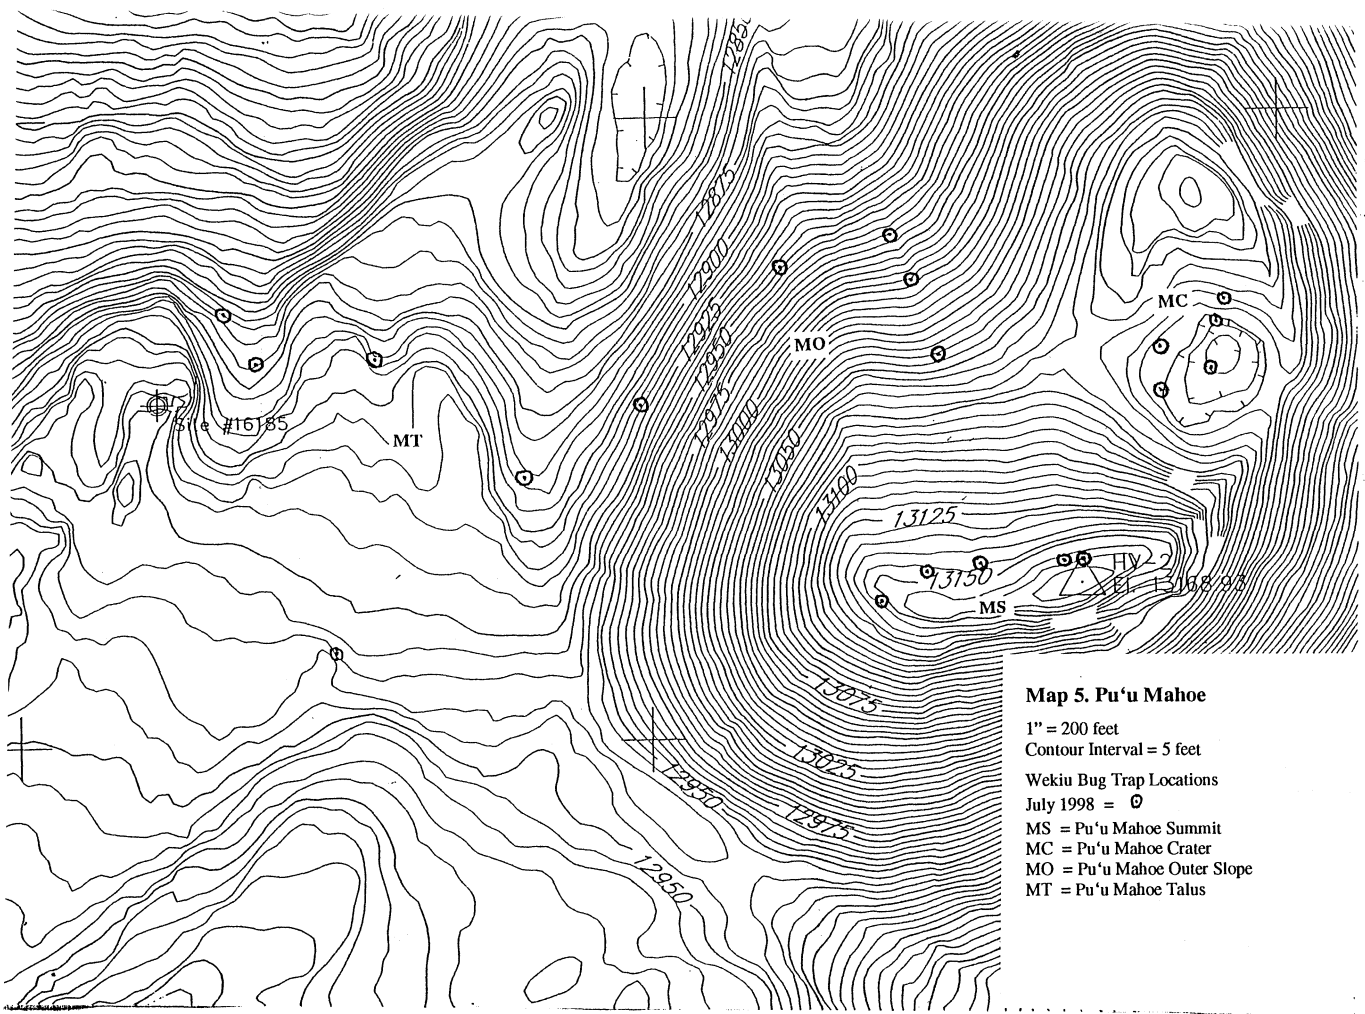 12850
12875
12900
12925
12950
12975
13000
13050
13100
13125
13150
MO
MC
MT
MS
Site #16185
HV-2
El. 13168.93
13075
13025
12950
12975
12950
Map 5. Pu‘u Mahoe
1” = 200 feet
Contour Interval = 5 feet
Wekiu Bug Trap Locations
July 1998 =
MS = Pu‘u Mahoe Summit
MC = Pu‘u Mahoe Crater
MO = Pu‘u Mahoe Outer Slope
MT = Pu‘u Mahoe Talus